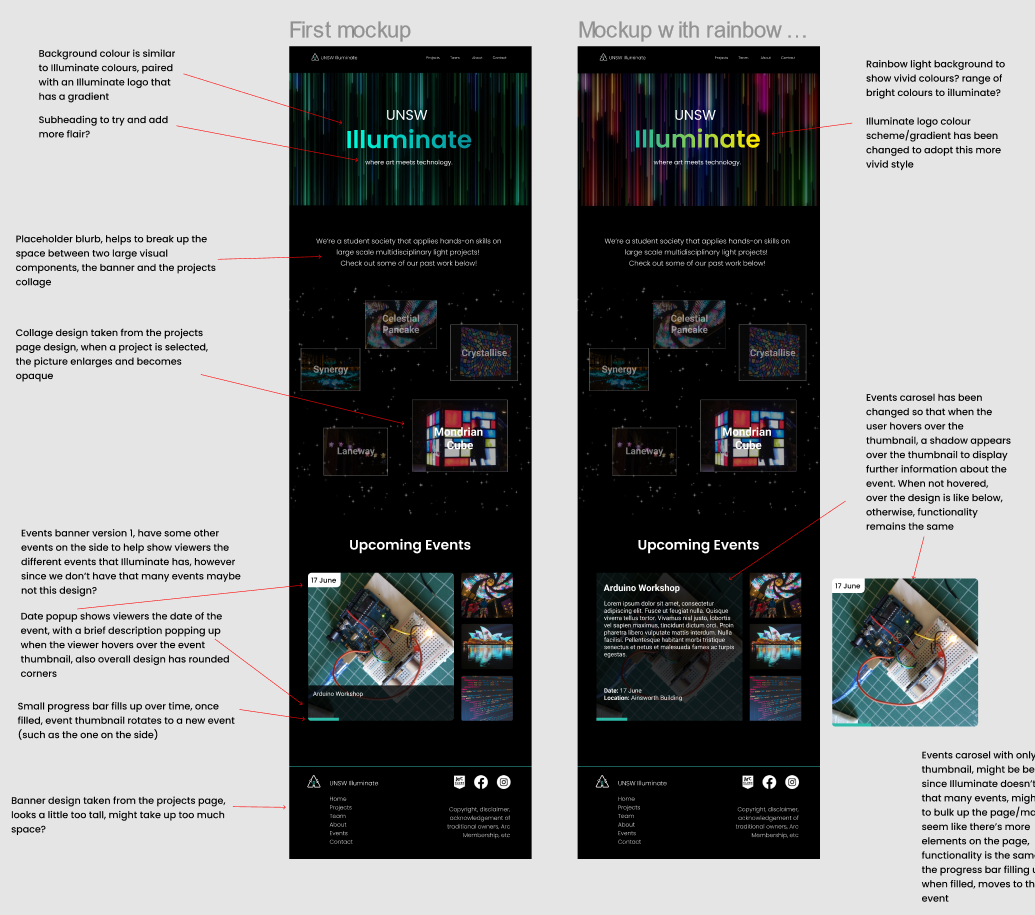 First mockup
Mockup with rainbow …
Background colour is similar
to Illuminate colours, paired
with an Illuminate logo that
has a gradient
Subheading to try and add
more flair?
Placeholder blurb, helps to break up the
space between two large visual
components, the banner and the projects
collage
Collage design taken from the projects
page design, when a project is selected,
the picture enlarges and becomes
opaque
Events banner version 1, have some other
events on the side to help show viewers the
different events that Illuminate has, however
since we don't have that many events maybe
not this design?
Date popup shows viewers the date of the
event, with a brief description popping up
when the viewer hovers over the event
thumbnail, also overall design has rounded
corners
Small progress bar fills up over time, once
filled, event thumbnail rotates to a new event
(such as the one on the side)
Banner design taken from the projects page,
looks a little too tall, might take up too much
space?
UNSW Illuminate
Projects Team About Contact
UNSW
Illuminate
where art meets technology.
We're a student society that applies hands-on skills on
large scale multidisciplinary light projects!
Check out some of our past work below!
Celestial
Pancake
Crystallise
Synergy
Mondrian
Cube
Laneway
Upcoming Events
17 June
Arduino Workshop
UNSW Illuminate
Home
Projects
Team
About
Events
Contact
Copyright, disclaimer,
acknowledgement of
traditional owners, Arc
Membership, etc
UNSW Illuminate
Projects Team About Contact
UNSW
Illuminate
where art meets technology.
We're a student society that applies hands-on skills on
large scale multidisciplinary light projects!
Check out some of our past work below!
Celestial
Pancake
Crystallise
Synergy
Mondrian
Cube
Laneway
Upcoming Events
Arduino Workshop
Lorem ipsum dolor sit amet, consectetur
adipiscing elit. Fusce ut feugiat nulla. Quisque
viverra tellus tortor. Vivamus nisl justo, lobortis
vel sapien maximus, tincidunt dictum orci. Proin
pharetra libero vulputate mattis interdum. Nulla
facilisi. Pellentesque habitant morbi tristique
senectus et netus et malesuada fames ac turpis
egestas.
Date: 17 June
Location: Ainsworth Building
UNSW Illuminate
Home
Projects
Team
About
Events
Contact
Copyright, disclaimer,
acknowledgement of
traditional owners, Arc
Membership, etc
Rainbow light background to
show vivid colours? range of
bright colours to illuminate?
Illuminate logo colour
scheme/gradient has been
changed to adopt this more
vivid style
Events carosel has been
changed so that when the
user hovers over the
thumbnail, a shadow appears
over the thumbnail to display
further information about the
event. When not hovered,
over the design is like below,
otherwise, functionality
remains the same
17 June
Events carosel with only
thumbnail, might be be
since Illuminate doesn't
that many events, migh
to bulk up the page/ma
seem like there's more
elements on the page,
functionality is the same
the progress bar filling u
when filled, moves to th
event